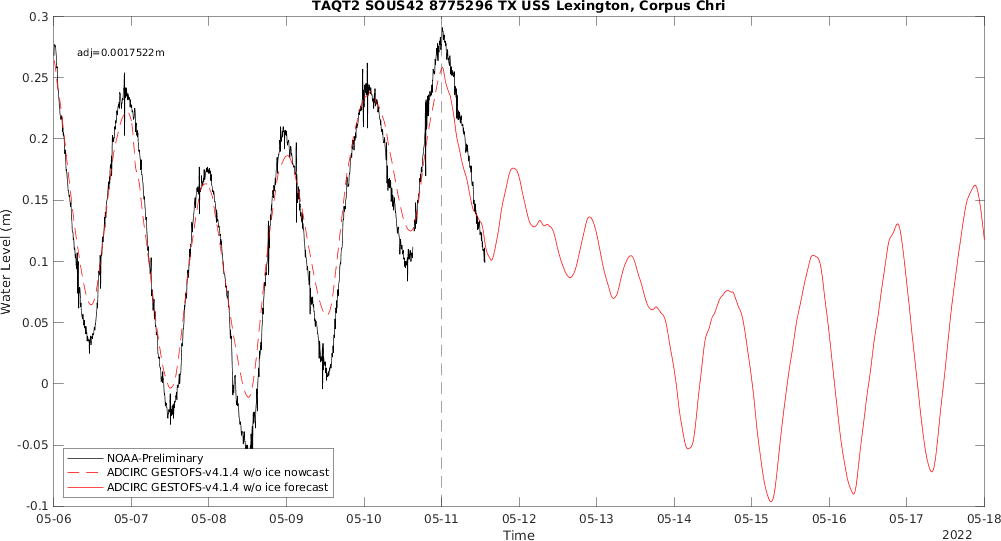 TAQT2 SOUS42 8775296 TX USS Lexington, Corpus Chri
adj=0.0017522m
0.3
0.25
0.2
0.15
0.1
0.05
0
-0.05
-0.1
Water Level (m)
NOAA-Preliminary
ADCIRC GESTOFS-v4.1.4 w/o ice nowcast
ADCIRC GESTOFS-v4.1.4 w/o ice forecast
05-06 05-07 05-08 05-09 05-10 05-11 05-12 05-13 05-14 05-15 05-16 05-17 05-18
Time
2022